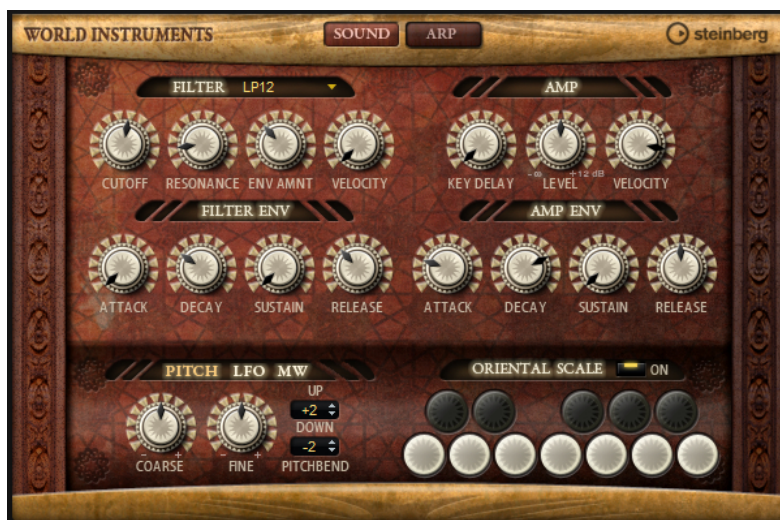 WORLD INSTRUMENTS SOUND ARP steinberg
FILTER LP12 AMP
CUTOFF RESONANCE ENV AMNT VELOCITY KEY DELAY -∞ LEVEL +12 dB VELOCITY
FILTER ENV AMP ENV
ATTACK DECAY SUSTAIN RELEASE ATTACK DECAY SUSTAIN RELEASE
PITCH LFO MW ORIENTAL SCALE ON
UP
+2
DOWN
-2
- + - +
COARSE FINE PITCHBEND